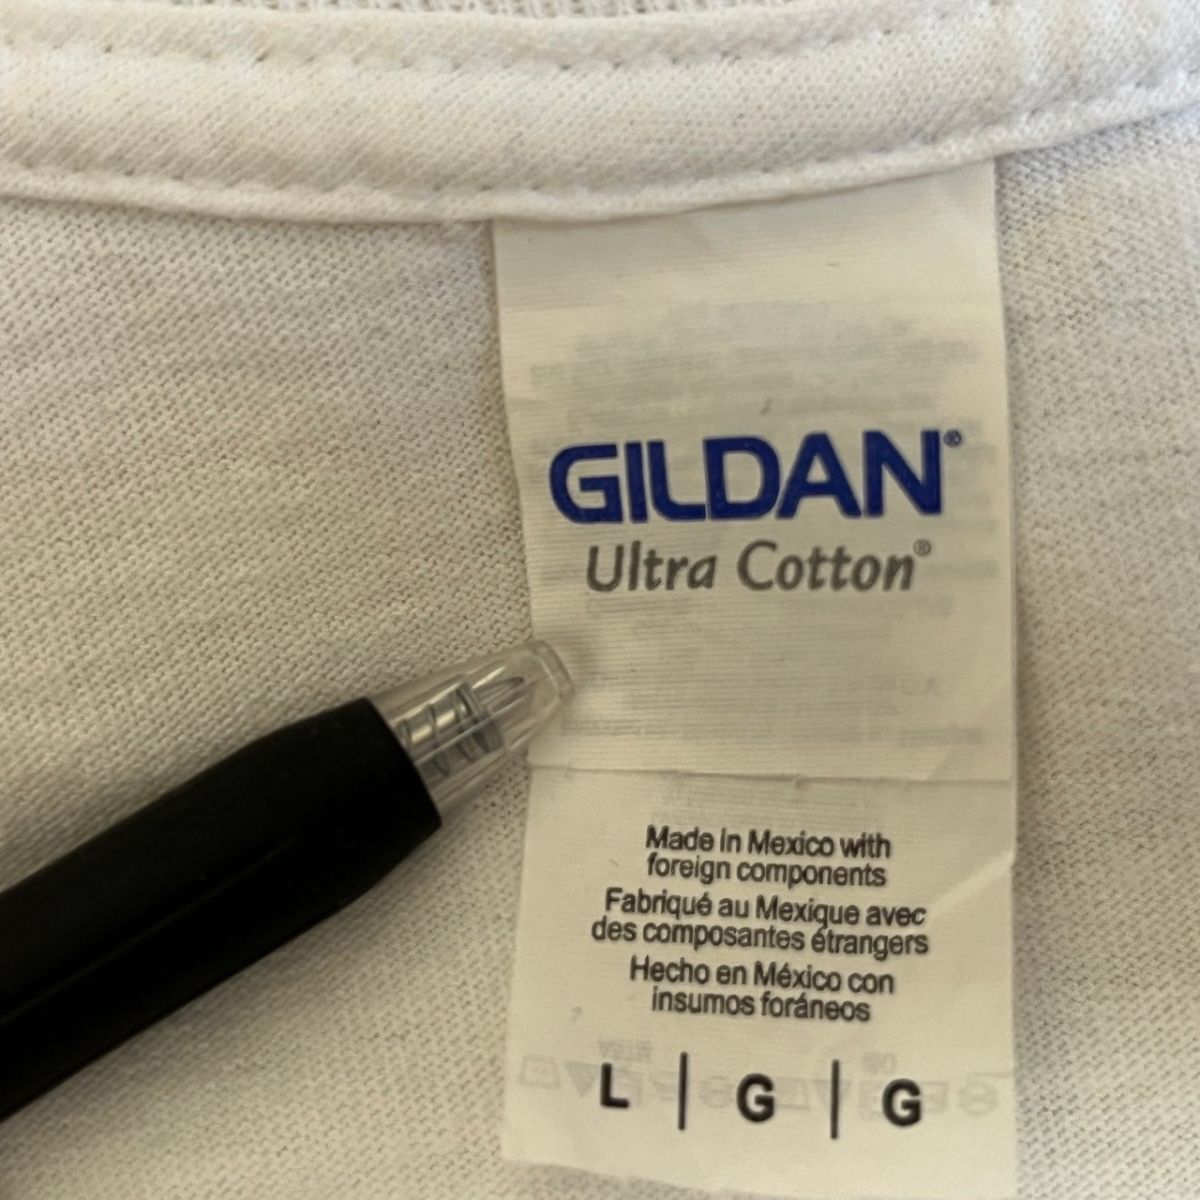 GILDAN®
Ultra Cotton®
Made in Mexico with
foreign components
Fabriqué au Mexique avec
des composantes étrangers
Hecho en México con
insumos foráneos
L | G | G